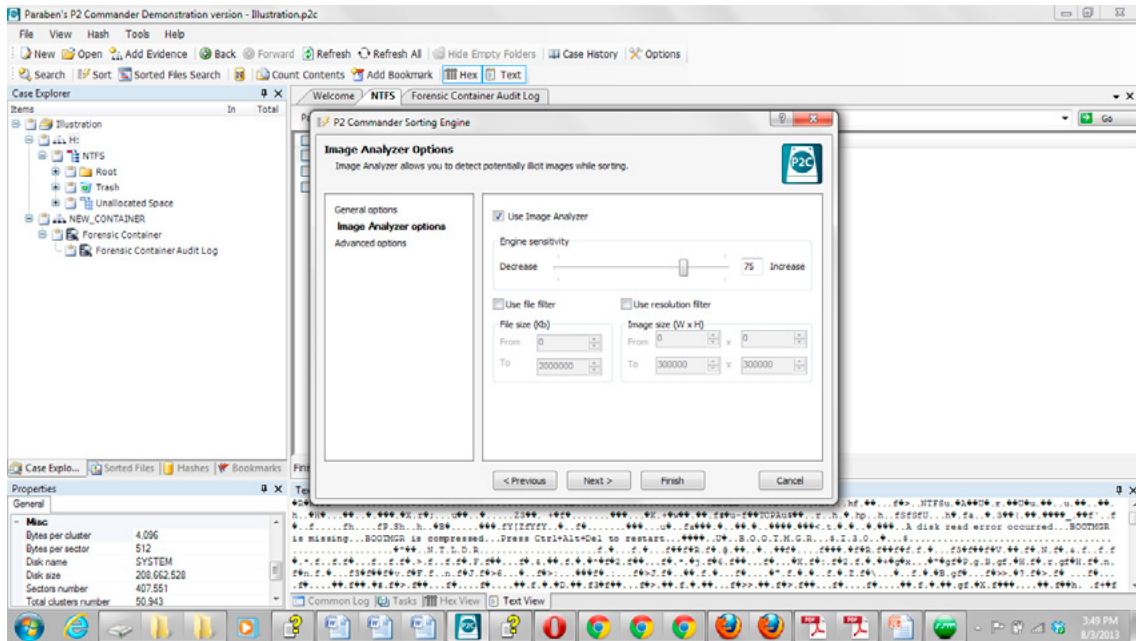 Paraben's P2 Commander Demonstration version - Illustration.p2c
File View Hash Tools Help
New Open Add Evidence Back Forward Refresh Refresh All Hide Empty Folders Case History Options
Search Sort Sorted Files Search Count Contents Add Bookmark Hex Text
Case Explorer
Items In Total
Illustration
H:
NTFS
Root
Trash
Unallocated Space
NEW_CONTAINER
Forensic Container
Forensic Container Audit Log
Welcome NTFS Forensic Container Audit Log
Go
P2 Commander Sorting Engine
Image Analyzer Options
Image Analyzer allows you to detect potentially illicit images while sorting.
P2C
General options
Image Analyzer options
Advanced options
Use Image Analyzer
Engine sensitivity
Decrease 75 Increase
Use file filter Use resolution filter
File size (Kb) Image size (W x H)
From 0 From 0 x 0
To 2000000 To 300000 x 300000
< Previous Next > Finish Cancel
Case Explo... Sorted Files Hashes Bookmarks
Properties
General
Misc
Bytes per cluster 4,096
Bytes per sector 512
Disk name SYSTEM
Disk size 208,662,528
Sectors number 407,551
Total clusters number 50,943
A disk read error occurred...BOOTMGR
is missing...BOOTMGR is compressed...Press Ctrl+Alt+Del to restart...
Common Log Tasks Hex View Text View
3:49 PM
8/3/2013